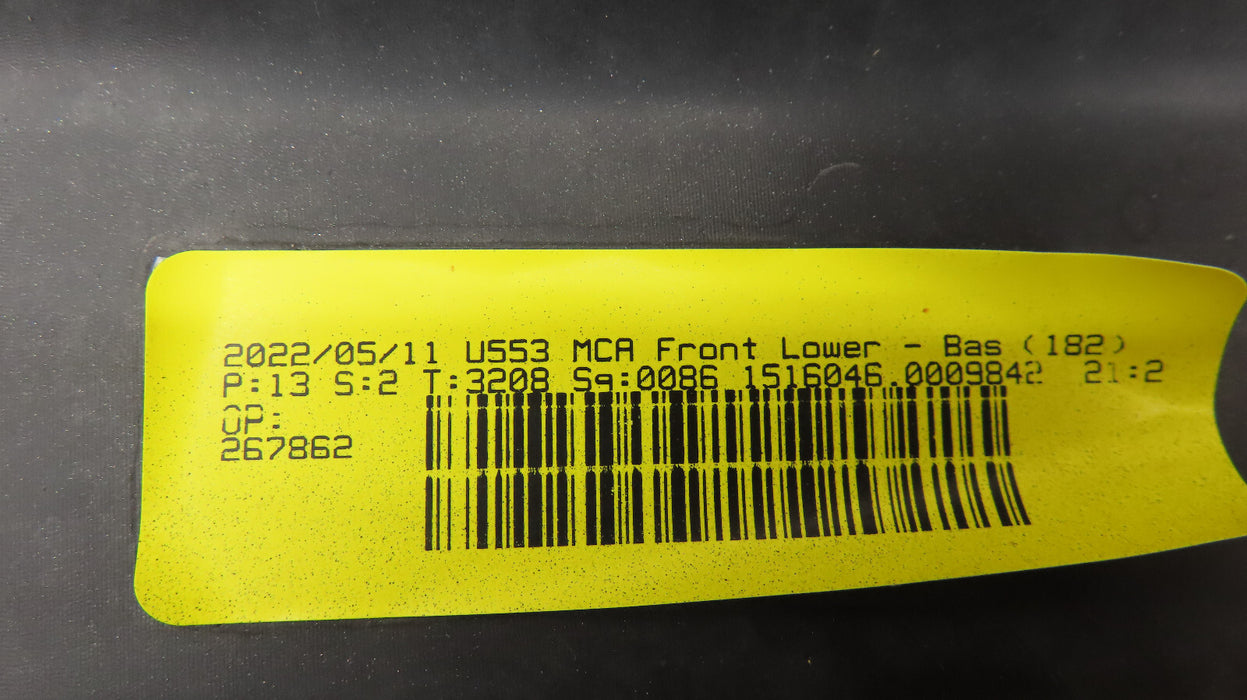 2022/05/11 U553 MCA Front Lower - Bas (182)
P:13 S:2 T:3208 Sq:0086 1516046.0009842 21:2
OP:
267862